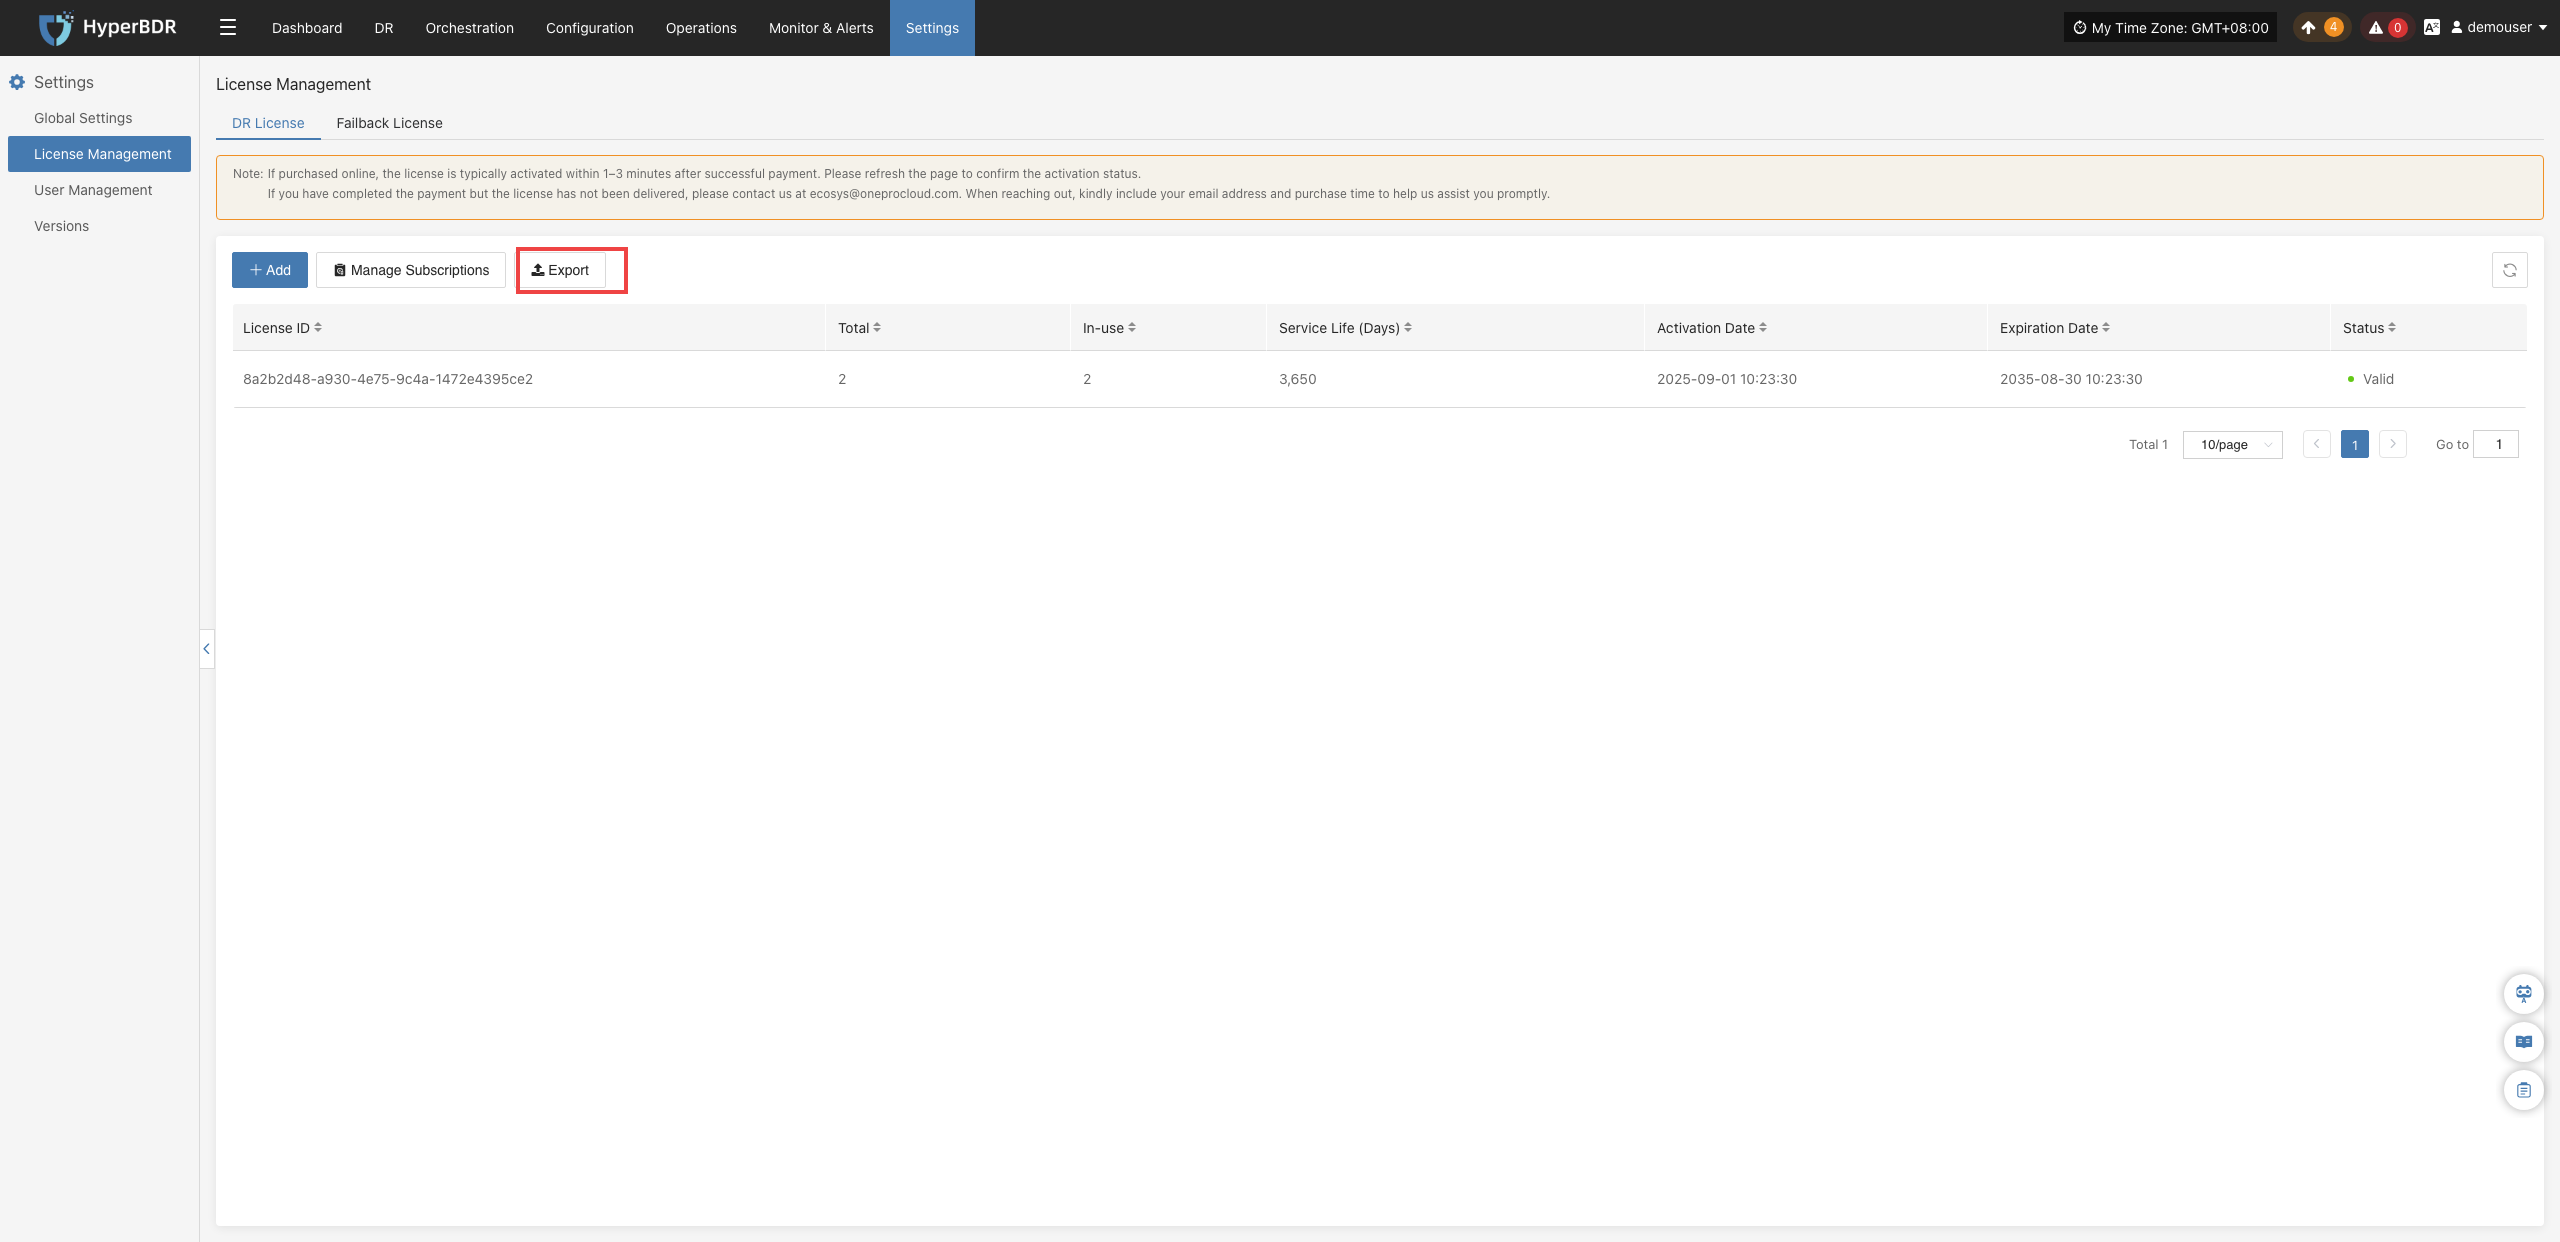 HyperBDR
Dashboard DR Orchestration Configuration Operations Monitor & Alerts Settings
My Time Zone: GMT+08:00 4 0 demouser
Settings
Global Settings
License Management
User Management
Versions
License Management
DR License Failback License
Note: If purchased online, the license is typically activated within 1–3 minutes after successful payment. Please refresh the page to confirm the activation status.
If you have completed the payment but the license has not been delivered, please contact us at ecosys@oneprocloud.com. When reaching out, kindly include your email address and purchase time to help us assist you promptly.
Add Manage Subscriptions Export
License ID Total In-use Service Life (Days) Activation Date Expiration Date Status
8a2b2d48-a930-4e75-9c4a-1472e4395ce2 2 2 3,650 2025-09-01 10:23:30 2035-08-30 10:23:30 Valid
Total 1 10/page 1 Go to 1